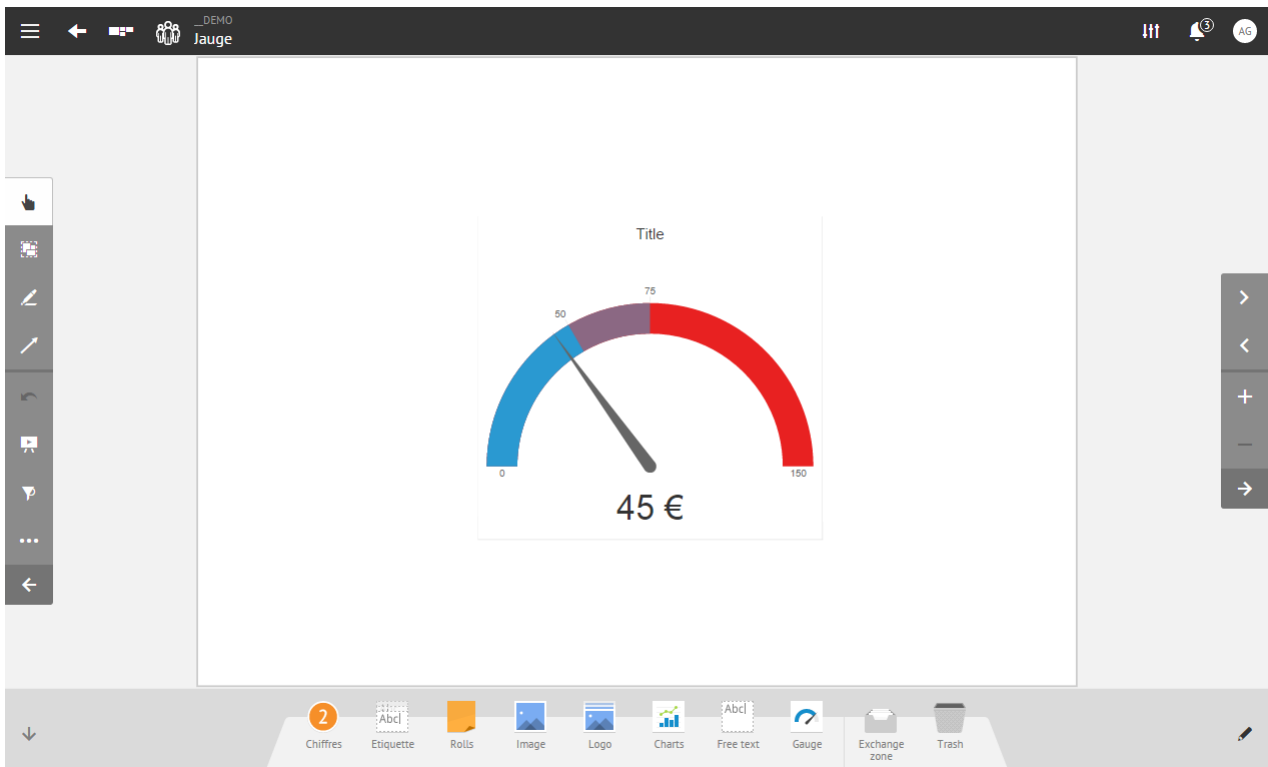 __DEMO
Jauge
3
AG
Title
75
50
0
150
45 €
2
Abc
Abc
Chiffres
Etiquette
Rolls
Image
Logo
Charts
Free text
Gauge
Exchange
zone
Trash